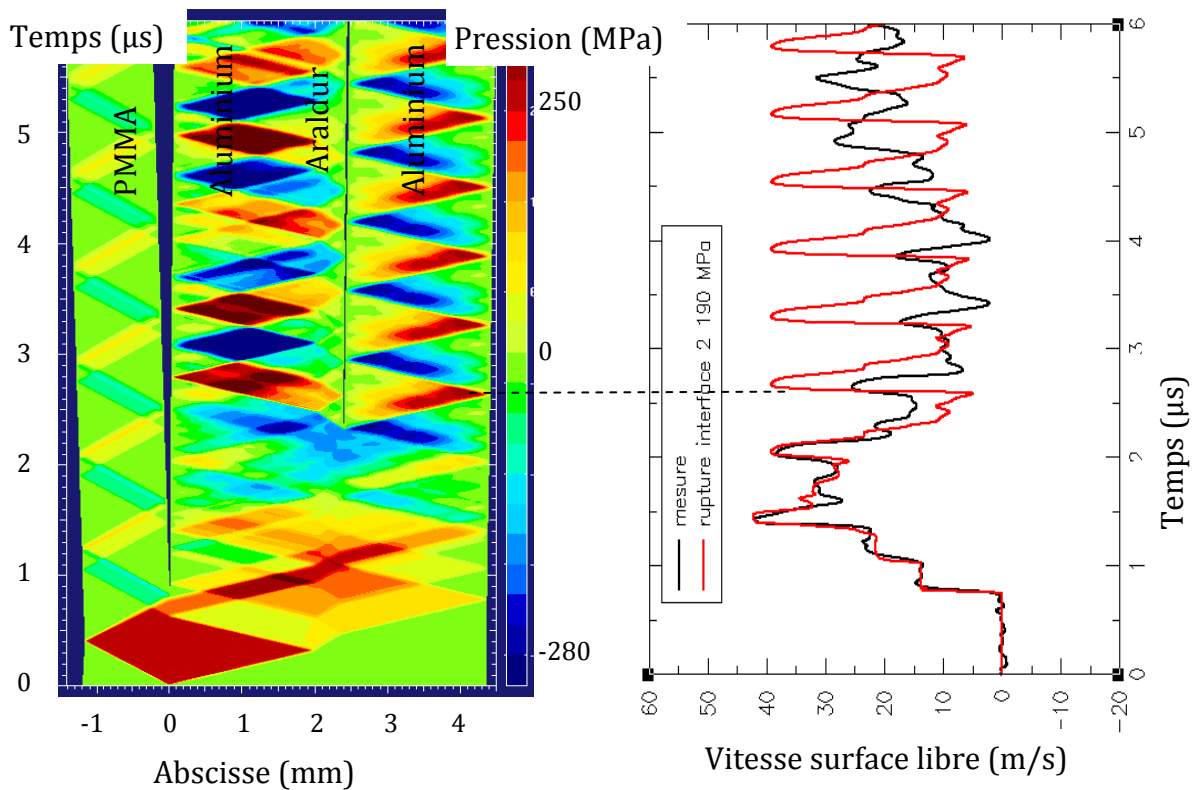 Temps (µs)
Pression (MPa)
PMMA
Aluminium
Araldur
Aluminium
250
0
-280
5
4
3
2
1
0
-1
0
1
2
3
4
Abscisse (mm)
mesure
rupture interface 2 190 MPa
6
5
4
3
2
1
0
Temps (µs)
60
50
40
30
20
10
0
-10
-20
Vitesse surface libre (m/s)